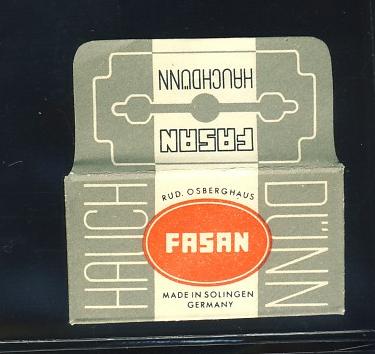 HAUCHDÜNN
FASAN
HAUCH
RUD. OSBERGHAUS
FASAN
MADE IN SOLINGEN
GERMANY
DÜNN